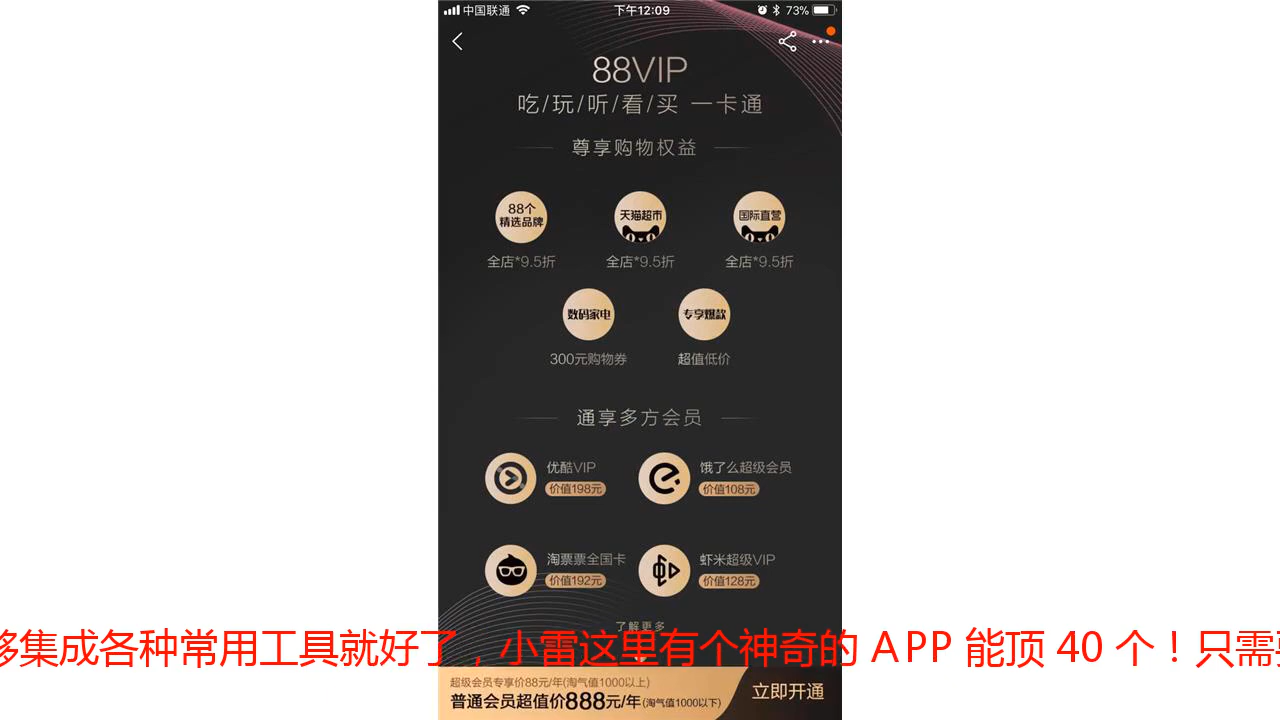 中国联通 下午12:09 73%
88VIP
吃/玩/听/看/买 一卡通
尊享购物权益
88个
精选品牌
天猫超市
国际直营
全店*9.5折 全店*9.5折 全店*9.5折
数码家电 专享爆款
300元购物券 超值低价
通享多方会员
优酷VIP
价值198元
饿了么超级会员
价值108元
淘票票全国卡
价值192元
虾米超级VIP
价值128元
了解更多
集成各种常用工具就好了，小雷这里有个神奇的 APP 能顶 40 个！只需
超级会员专享价88元/年(淘气值1000以上)
普通会员超值价888元/年(淘气值1000以下)
立即开通